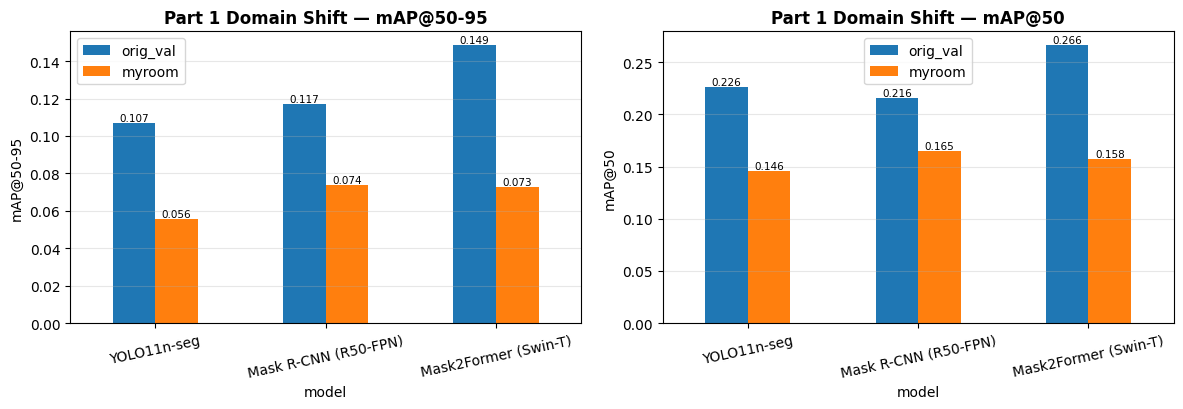 Part 1 Domain Shift — mAP@50-95
mAP@50-95
0.14
0.12
0.10
0.08
0.06
0.04
0.02
0.00
orig_val
myroom
0.107
0.056
0.117
0.074
0.149
0.073
YOLO11n-seg
Mask R-CNN (R50-FPN)
Mask2Former (Swin-T)
model
Part 1 Domain Shift — mAP@50
mAP@50
0.25
0.20
0.15
0.10
0.05
0.00
orig_val
myroom
0.226
0.146
0.216
0.165
0.266
0.158
YOLO11n-seg
Mask R-CNN (R50-FPN)
Mask2Former (Swin-T)
model